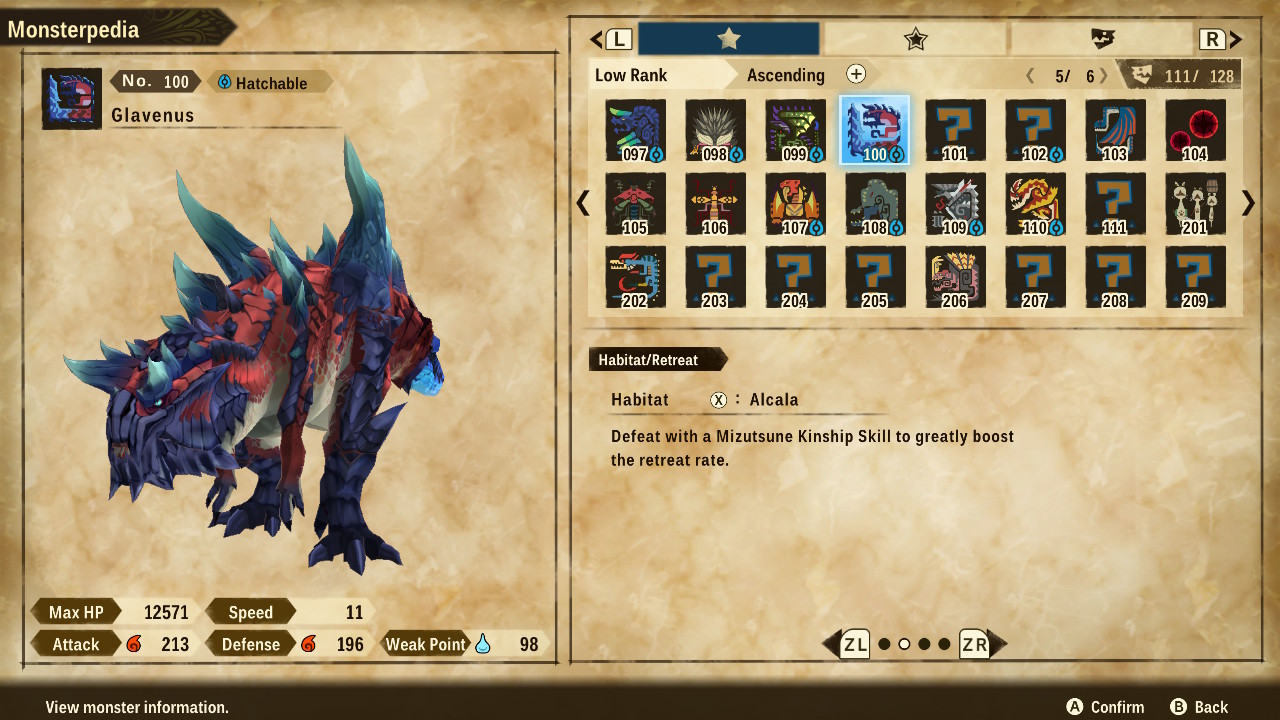 Monsterpedia
No. 100
Hatchable
Glavenus
L
R
Low Rank
Ascending
5/ 6
111/ 128
097 098 099 100 101 102 103 104
105 106 107 108 109 110 111 201
202 203 204 205 206 207 208 209
Habitat/Retreat
Habitat X : Alcala
Defeat with a Mizutsune Kinship Skill to greatly boost
the retreat rate.
Max HP 12571 Speed 11
Attack 213 Defense 196 Weak Point 98
ZL ZR
View monster information.
A Confirm B Back